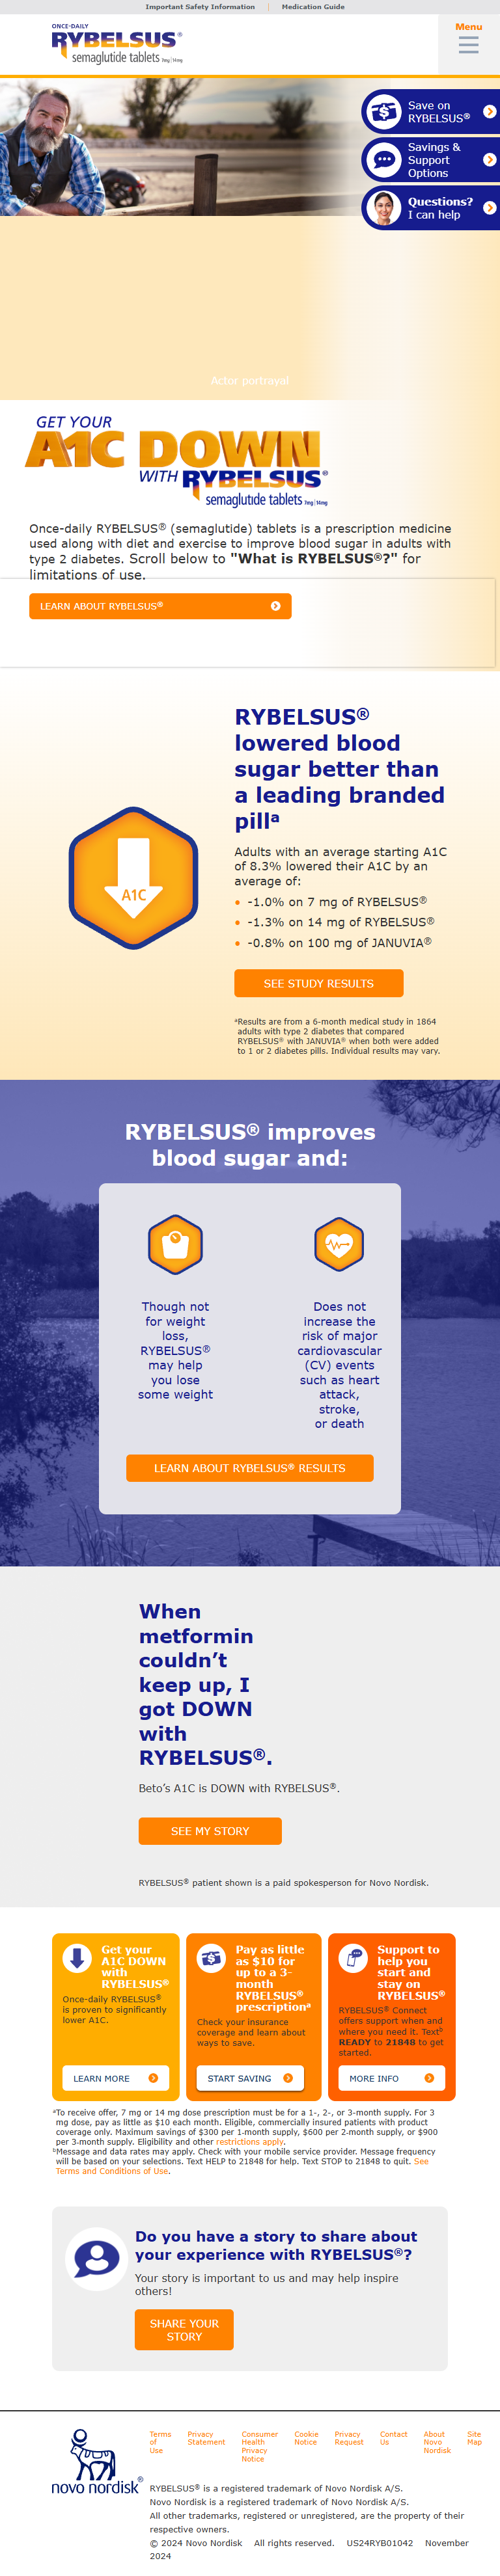 Important Safety Information | Medication Guide
ONCE-DAILY
RYBELSUS®
semaglutide tablets 7mg | 14mg
Menu
Save on
RYBELSUS®
Savings &
Support
Options
Questions?
I can help
Actor portrayal
GET YOUR
A1C DOWN
WITH RYBELSUS®
semaglutide tablets 7mg | 14mg
Once-daily RYBELSUS® (semaglutide) tablets is a prescription medicine
used along with diet and exercise to improve blood sugar in adults with
type 2 diabetes. Scroll below to "What is RYBELSUS®?" for
limitations of use.
LEARN ABOUT RYBELSUS®
RYBELSUS®
lowered blood
sugar better than
a leading branded
pillª
Adults with an average starting A1C
of 8.3% lowered their A1C by an
average of:
• -1.0% on 7 mg of RYBELSUS®
• -1.3% on 14 mg of RYBELSUS®
• -0.8% on 100 mg of JANUVIA®
A1C
SEE STUDY RESULTS
ªResults are from a 6-month medical study in 1864
adults with type 2 diabetes that compared
RYBELSUS® with JANUVIA® when both were added
to 1 or 2 diabetes pills. Individual results may vary.
RYBELSUS® improves
blood sugar and:
Though not
for weight
loss,
RYBELSUS®
may help
you lose
some weight
Does not
increase the
risk of major
cardiovascular
(CV) events
such as heart
attack,
stroke,
or death
LEARN ABOUT RYBELSUS® RESULTS
When
metformin
couldn’t
keep up, I
got DOWN
with
RYBELSUS®.
Beto’s A1C is DOWN with RYBELSUS®.
SEE MY STORY
RYBELSUS® patient shown is a paid spokesperson for Novo Nordisk.
Get your
A1C DOWN
with
RYBELSUS®
Once-daily RYBELSUS®
is proven to significantly
lower A1C.
LEARN MORE
Pay as little
as $10 for
up to a 3-
month
RYBELSUS®
prescriptionª
Check your insurance
coverage and learn about
ways to save.
START SAVING
Support to
help you
start and
stay on
RYBELSUS®
RYBELSUS® Connect
offers support when and
where you need it. Textᵇ
READY to 21848 to get
started.
MORE INFO
ªTo receive offer, 7 mg or 14 mg dose prescription must be for a 1-, 2-, or 3-month supply. For 3
mg dose, pay as little as $10 each month. Eligible, commercially insured patients with product
coverage only. Maximum savings of $300 per 1-month supply, $600 per 2-month supply, or $900
per 3-month supply. Eligibility and other restrictions apply.
ᵇMessage and data rates may apply. Check with your mobile service provider. Message frequency
will be based on your selections. Text HELP to 21848 for help. Text STOP to 21848 to quit. See
Terms and Conditions of Use.
Do you have a story to share about
your experience with RYBELSUS®?
Your story is important to us and may help inspire
others!
SHARE YOUR
STORY
novo nordisk®
Terms
of
Use
Privacy
Statement
Consumer
Health
Privacy
Notice
Cookie
Notice
Privacy
Request
Contact
Us
About
Novo
Nordisk
Site
Map
RYBELSUS® is a registered trademark of Novo Nordisk A/S.
Novo Nordisk is a registered trademark of Novo Nordisk A/S.
All other trademarks, registered or unregistered, are the property of their
respective owners.
© 2024 Novo Nordisk All rights reserved. US24RYB01042 November
2024